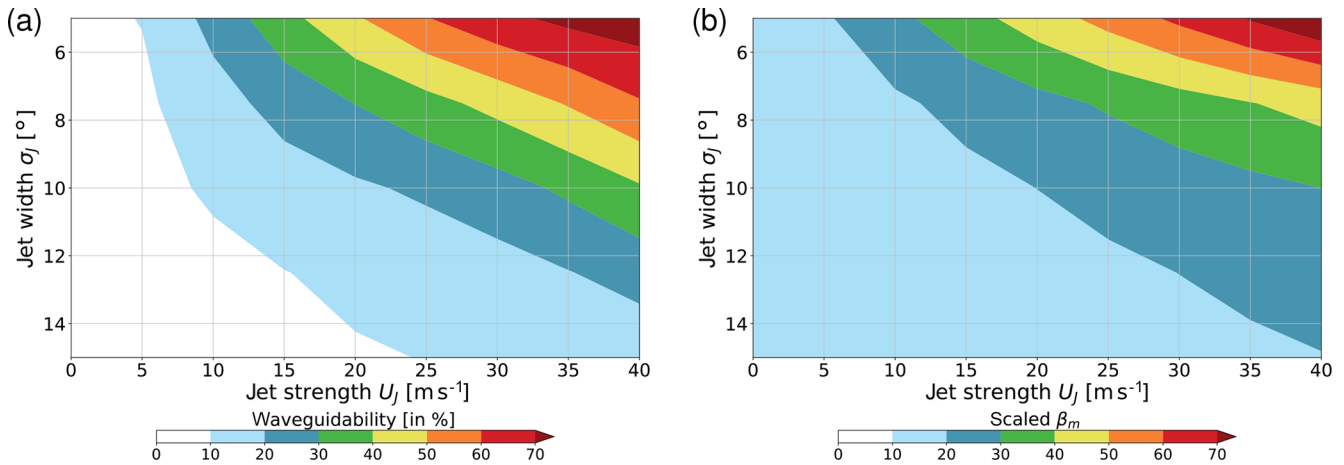 (a)
Jet width σJ [°]
6
8
10
12
14
0 5 10 15 20 25 30 35 40
Jet strength UJ [m s-1]
Waveguidability [in %]
0 10 20 30 40 50 60 70
(b)
Jet width σJ [°]
6
8
10
12
14
0 5 10 15 20 25 30 35 40
Jet strength UJ [m s-1]
Scaled βm
0 10 20 30 40 50 60 70